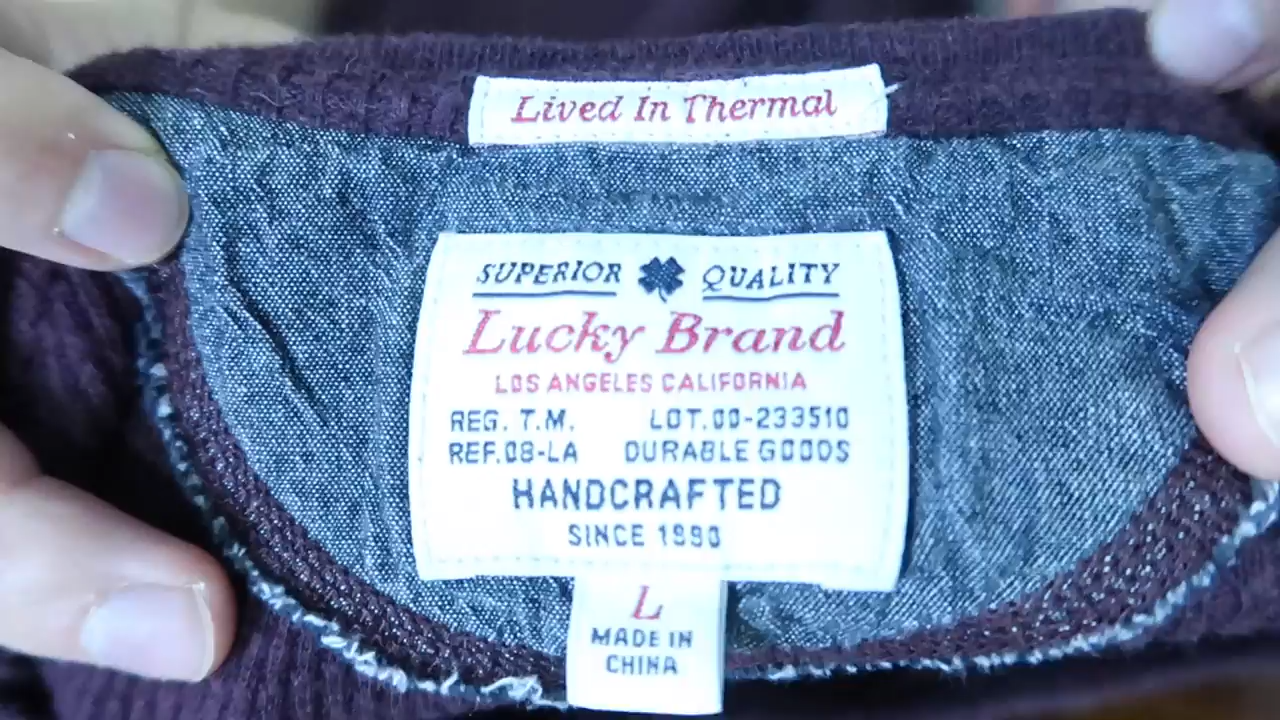 Lived In Thermal
SUPERIOR QUALITY
Lucky Brand
LOS ANGELES CALIFORNIA
REG. T.M. LOT.00-233510
REF.08-LA DURABLE GOODS
HANDCRAFTED
SINCE 1990
L
MADE IN
CHINA